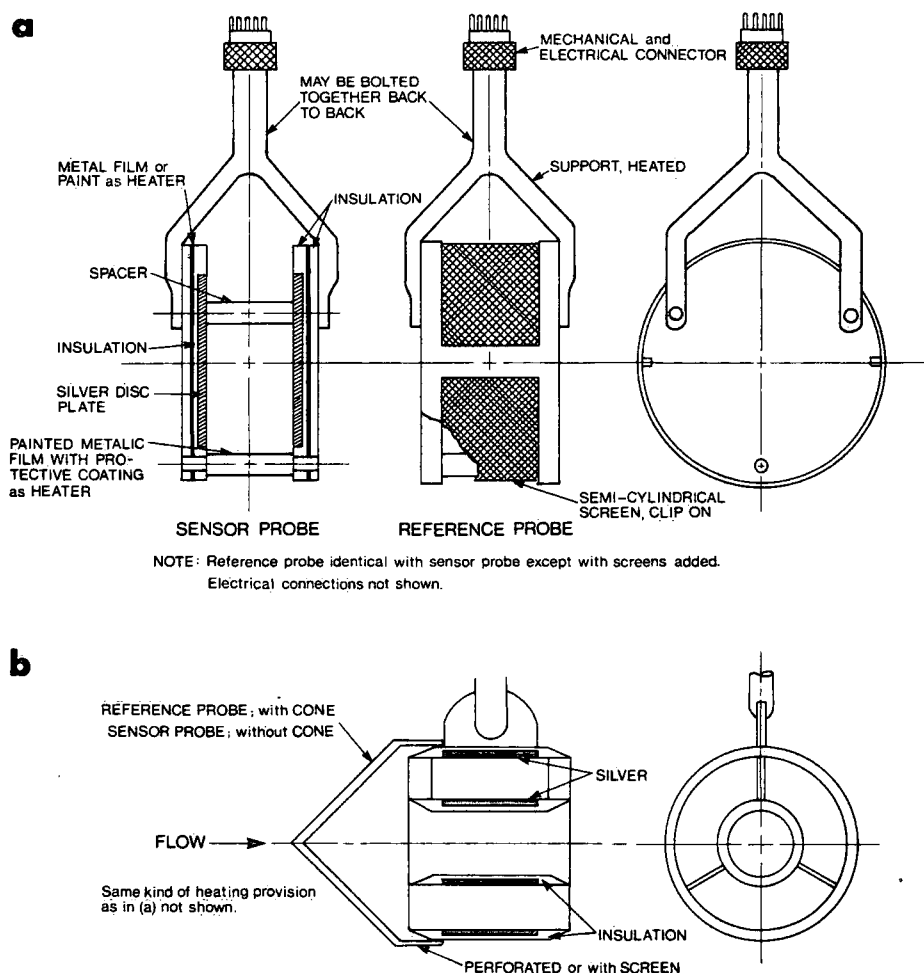 a
MECHANICAL and
ELECTRICAL CONNECTOR
MAY BE BOLTED
TOGETHER BACK
TO BACK
METAL FILM or
PAINT as HEATER
SUPPORT, HEATED
INSULATION
SPACER
INSULATION
SILVER DISC
PLATE
PAINTED METALIC
FILM WITH PRO-
TECTIVE COATING
as HEATER
SEMI-CYLINDRICAL
SCREEN, CLIP ON
SENSOR PROBE
REFERENCE PROBE
NOTE: Reference probe identical with sensor probe except with screens added.
Electrical connections not shown.
b
REFERENCE PROBE; with CONE
SENSOR PROBE; without CONE
SILVER
FLOW
Same kind of heating provision
as in (a) not shown.
INSULATION
PERFORATED or with SCREEN